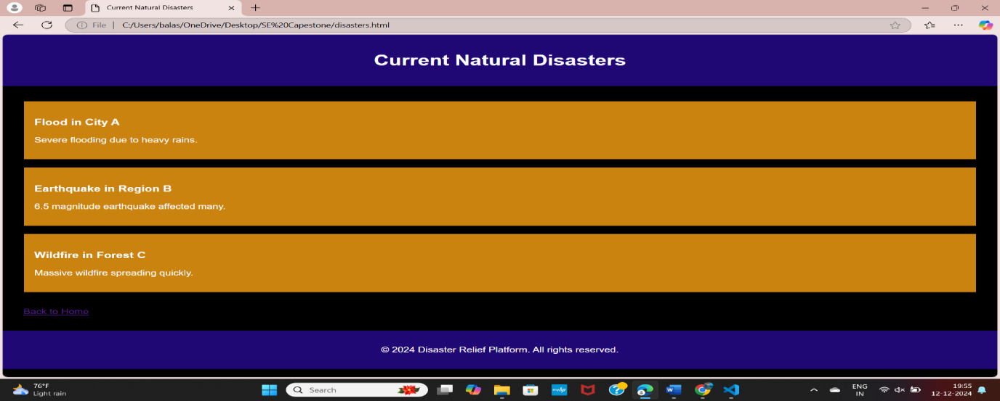 Current Natural Disasters
File | C:/Users/balas/OneDrive/Desktop/SE%20Capestone/disasters.html
Current Natural Disasters
Flood in City A
Severe flooding due to heavy rains.
Earthquake in Region B
6.5 magnitude earthquake affected many.
Wildfire in Forest C
Massive wildfire spreading quickly.
Back to Home
© 2024 Disaster Relief Platform. All rights reserved.
76°F
Light rain
Search
ENG
IN
19:55
12-12-2024